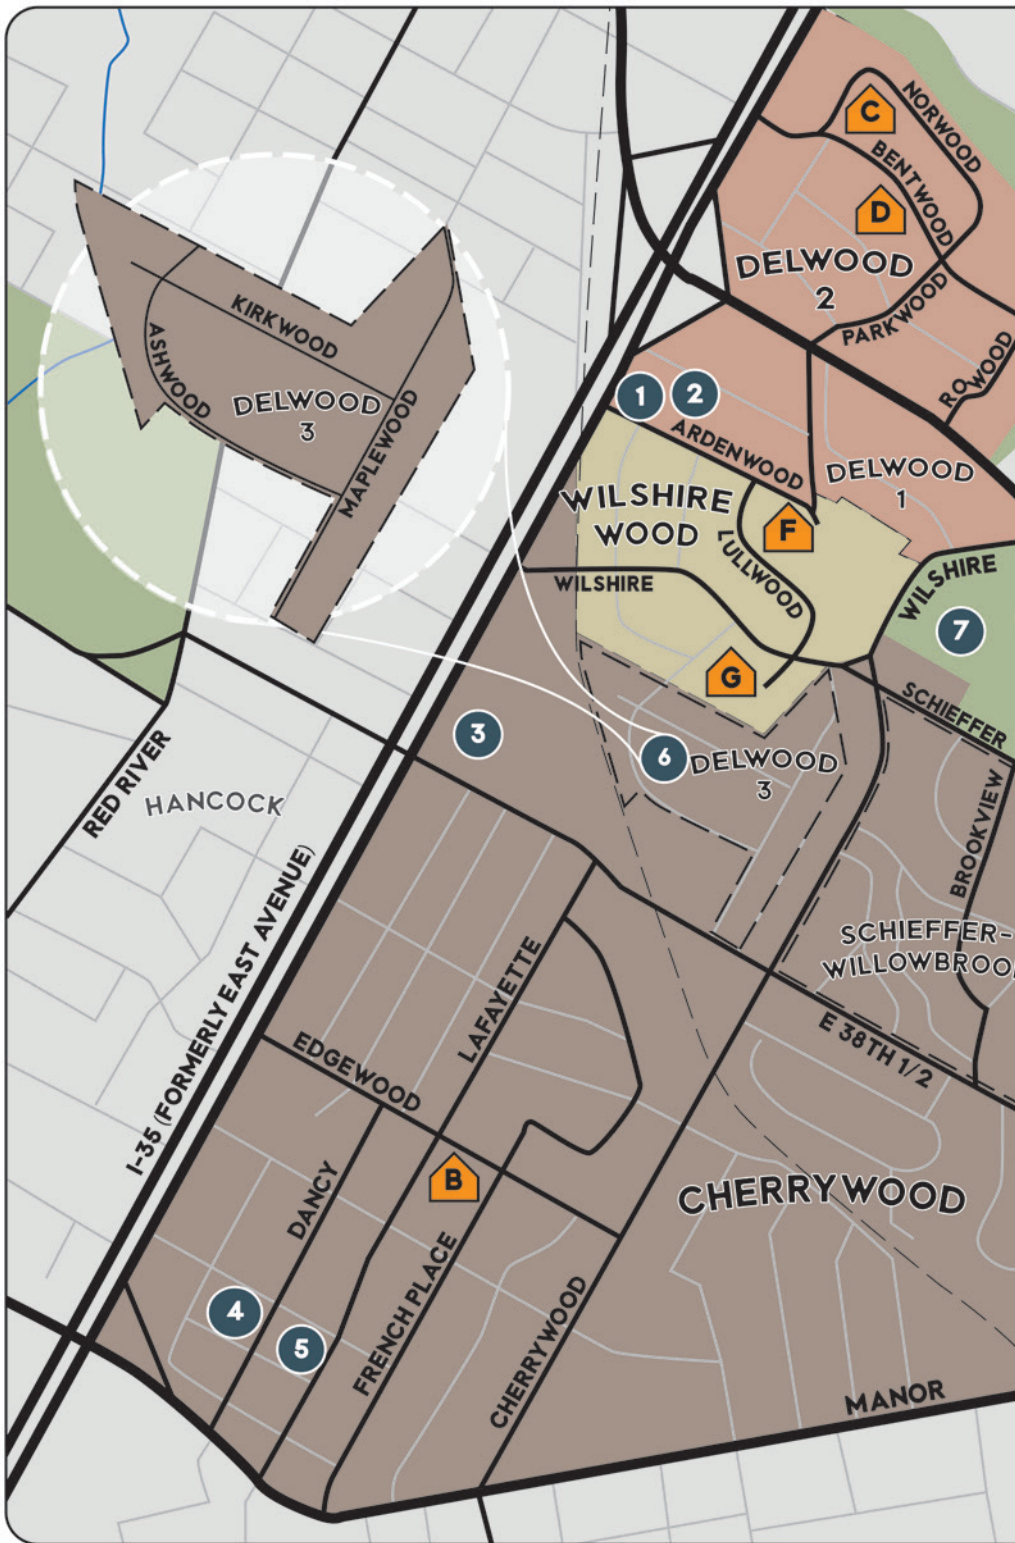 C
NORWOOD
BENTWOOD
D
DELWOOD
2
PARKWOOD
ROWOOD
KIRKWOOD
ASHWOOD
DELWOOD
3
MAPLEWOOD
1
2
ARDENWOOD
DELWOOD
1
WILSHIRE
WOOD
F
LULLWOOD
WILSHIRE
WILSHIRE
7
G
SCHIEFFER
3
6
DELWOOD
3
RED RIVER
HANCOCK
BROOKVIEW
I-35 (FORMERLY EAST AVENUE)
LAFAYETTE
SCHIEFFER-
WILLOWBROO
E 38TH 1/2
EDGEWOOD
B
DANCY
CHERRYWOOD
FRENCH PLACE
4
5
CHERRYWOOD
MANOR